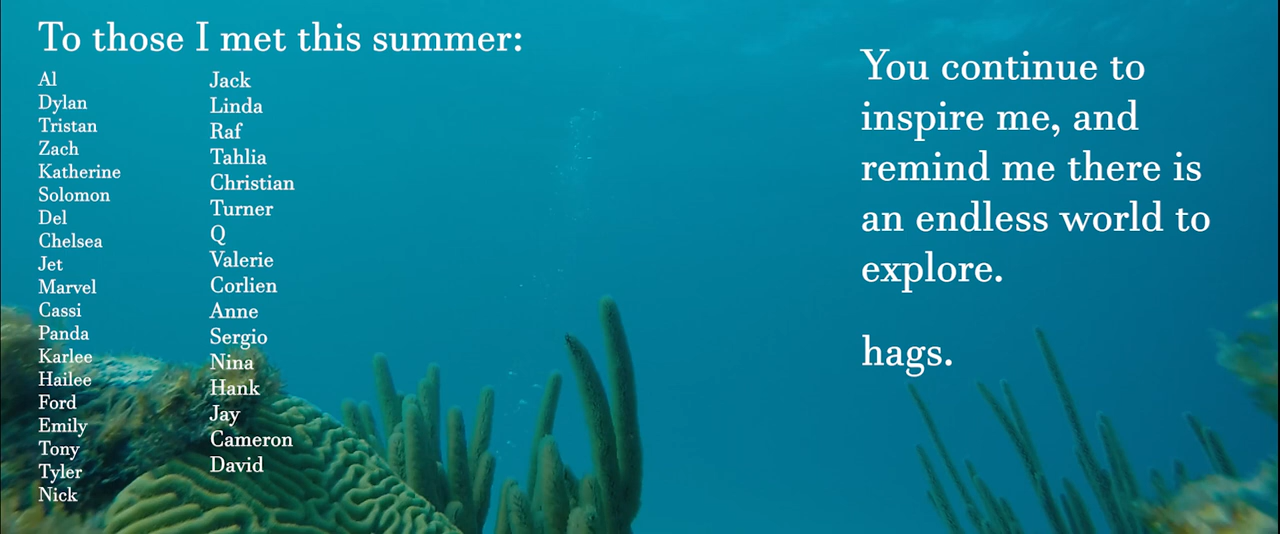 To those I met this summer:
Al
Dylan
Tristan
Zach
Katherine
Solomon
Del
Chelsea
Jet
Marvel
Cassi
Panda
Karlee
Hailee
Ford
Emily
Tony
Tyler
Nick
Jack
Linda
Raf
Tahlia
Christian
Turner
Q
Valerie
Corlien
Anne
Sergio
Nina
Hank
Jay
Cameron
David
You continue to
inspire me, and
remind me there is
an endless world to
explore.
hags.